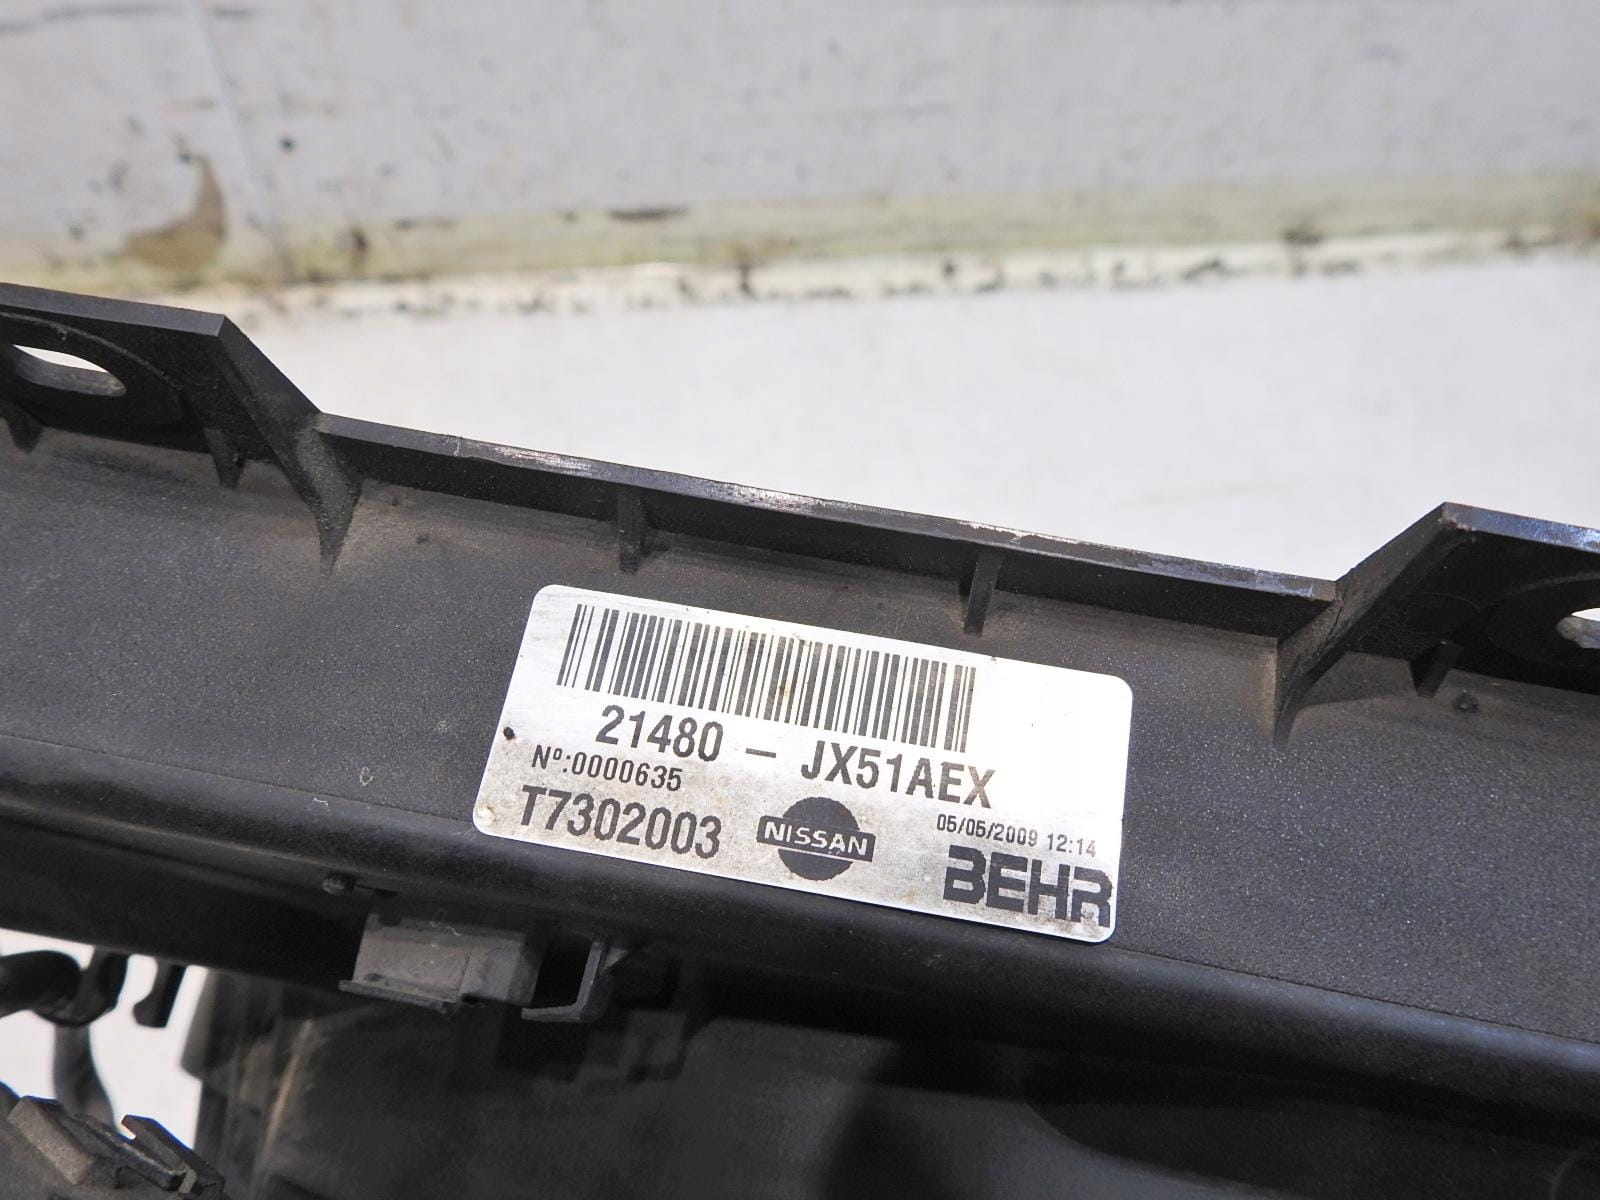 21480 - JX51AEX
Nº:0000635
T7302003
NISSAN
05/05/2009 12:14
BEHR